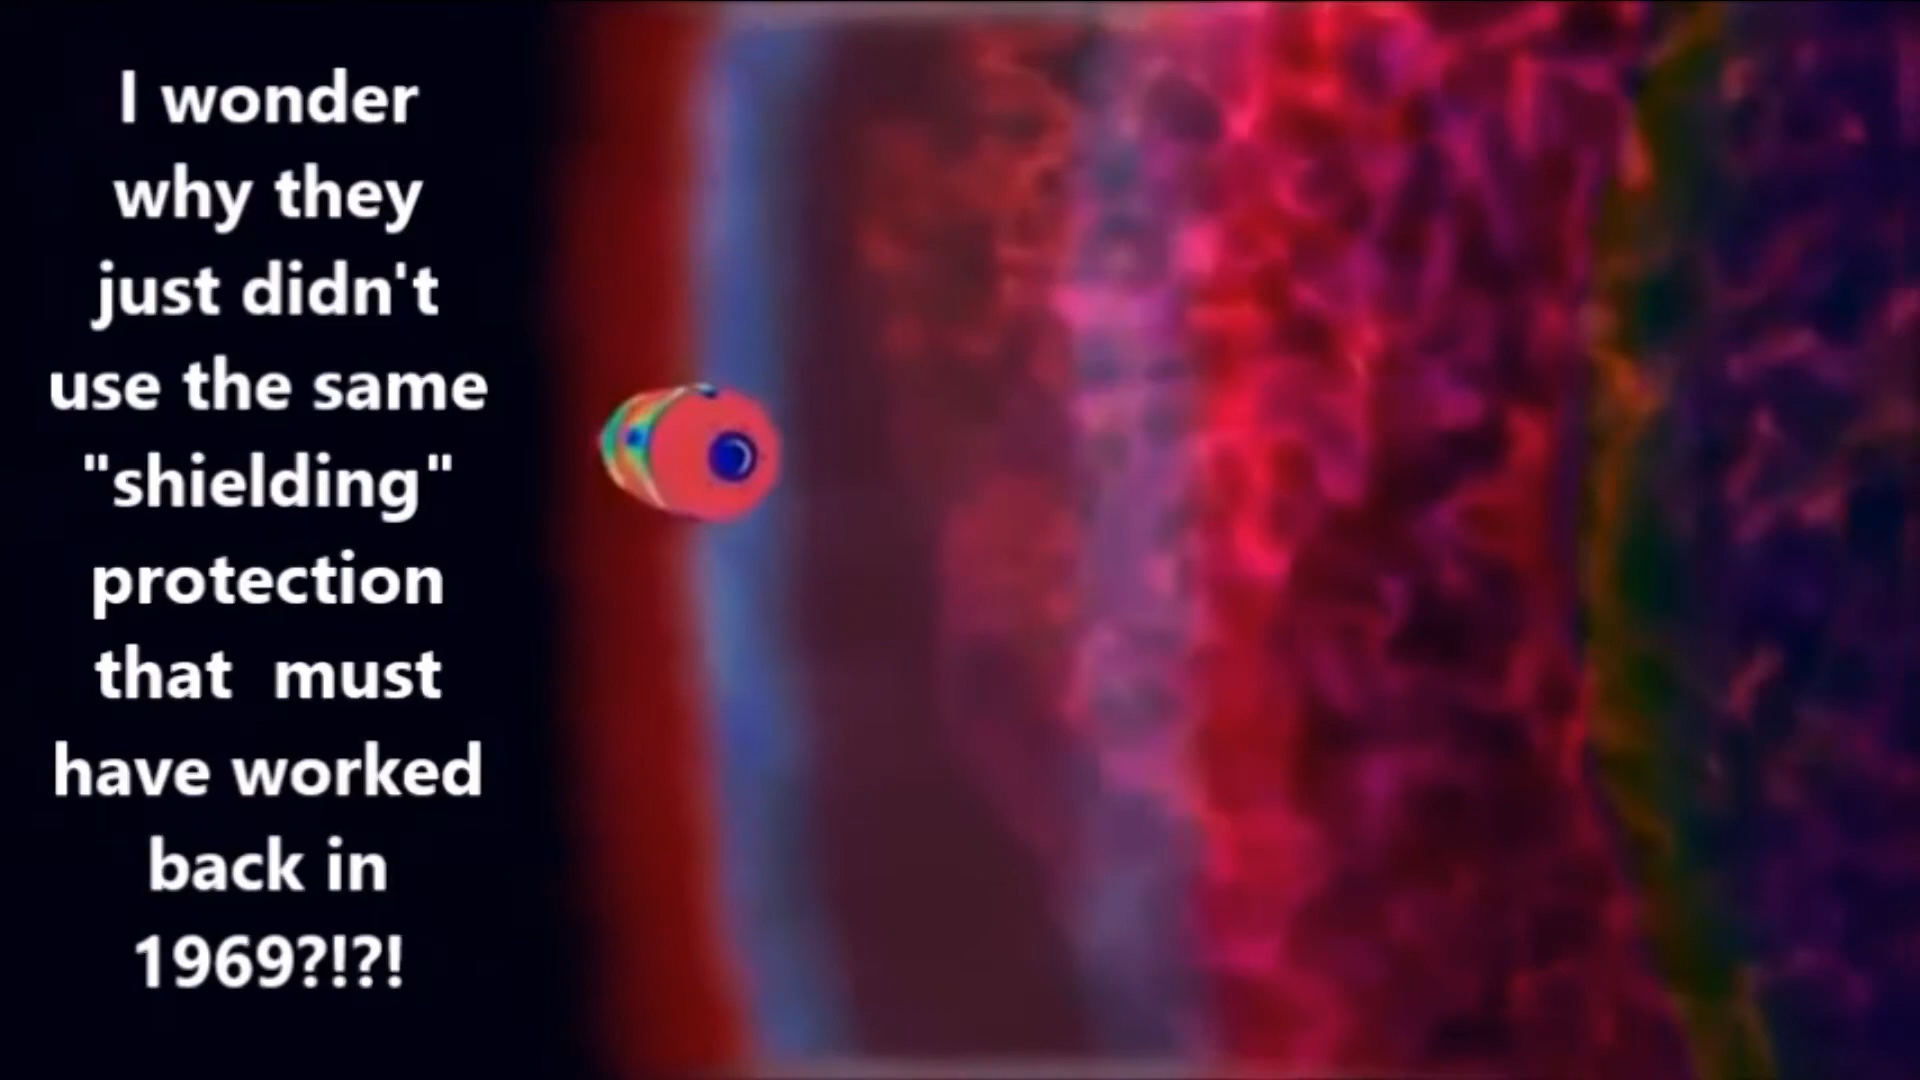 I wonder
why they
just didn't
use the same
"shielding"
protection
that  must
have worked
back in
1969?!?!